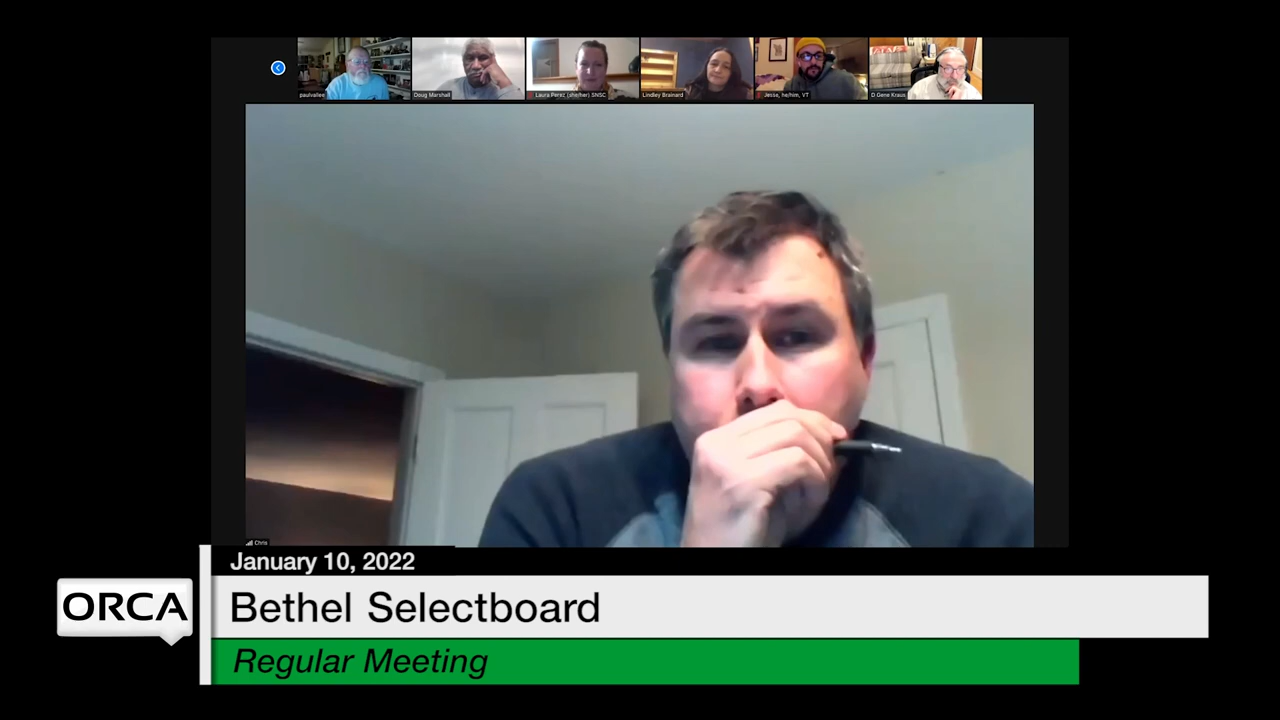 paulvallee
Doug Marshall
Laura Perez (she/her) SNSC
Lindley Brainard
Jesse, he/him, VT
D.Gene Kraus
Chris
January 10, 2022
ORCA
Bethel Selectboard
Regular Meeting